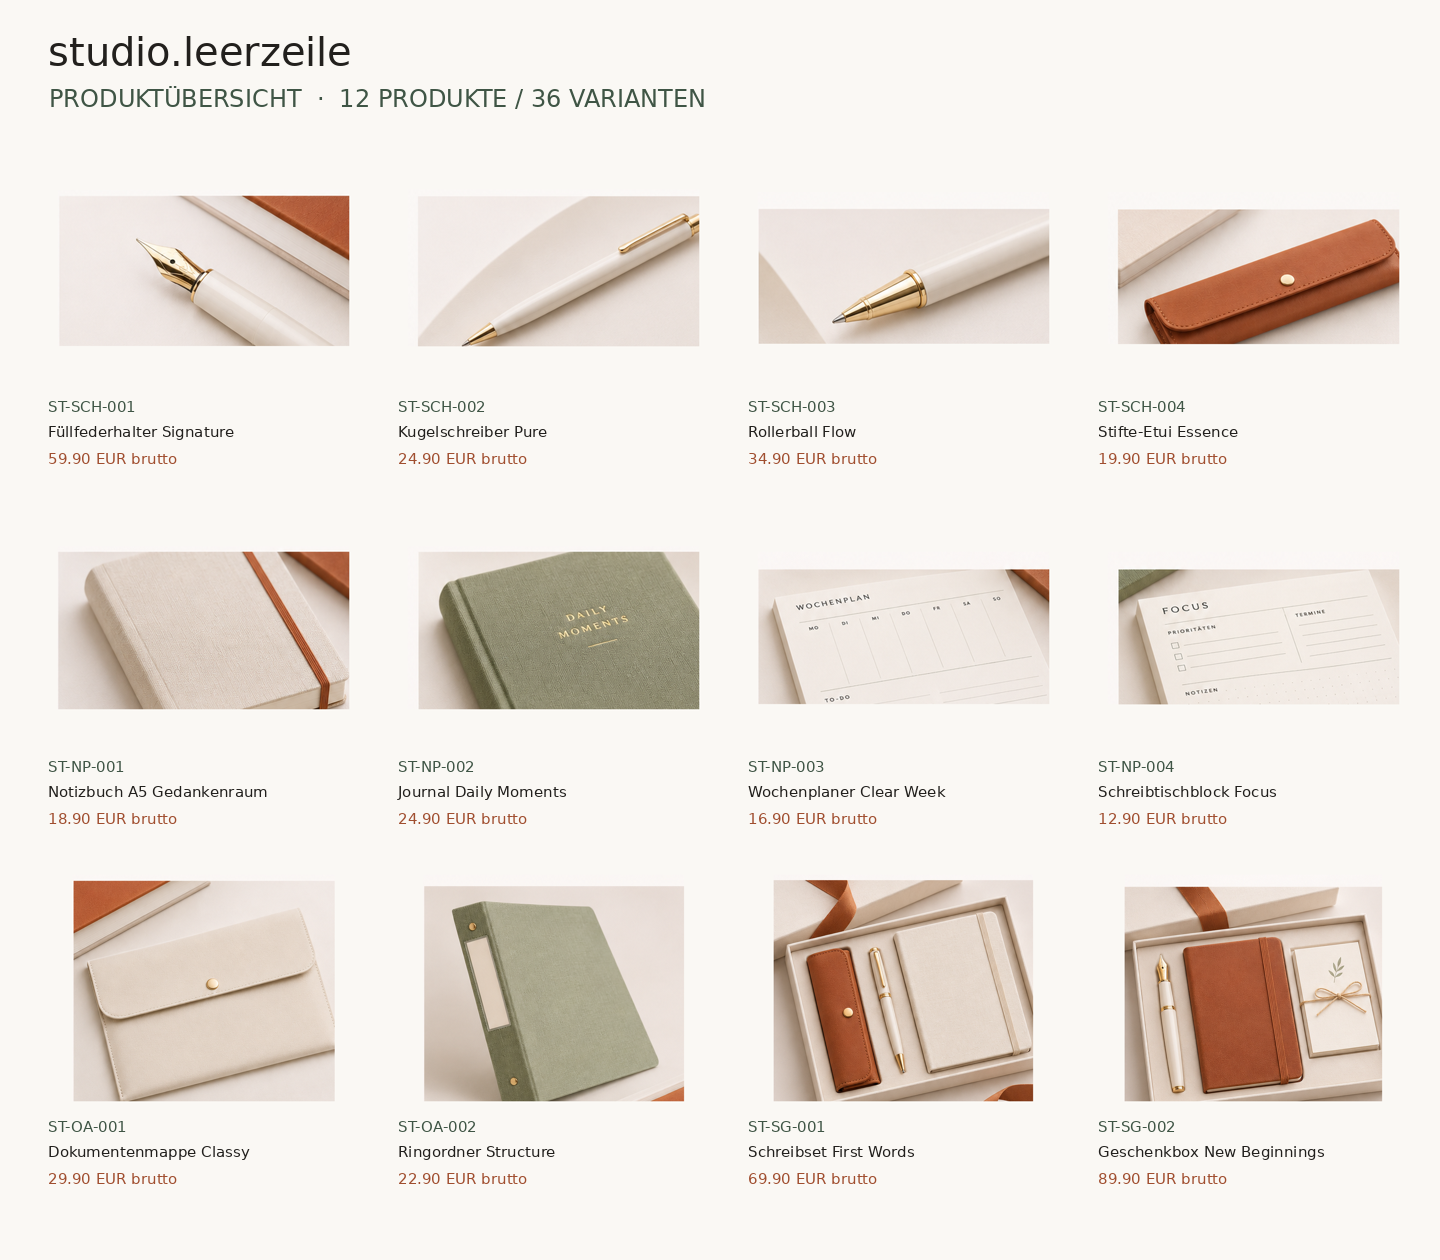 studio.leerzeile
PRODUKTÜBERSICHT · 12 PRODUKTE / 36 VARIANTEN
ST-SCH-001
Füllfederhalter Signature
59.90 EUR brutto
ST-SCH-002
Kugelschreiber Pure
24.90 EUR brutto
ST-SCH-003
Rollerball Flow
34.90 EUR brutto
ST-SCH-004
Stifte-Etui Essence
19.90 EUR brutto
ST-NP-001
Notizbuch A5 Gedankenraum
18.90 EUR brutto
DAILY
MOMENTS
ST-NP-002
Journal Daily Moments
24.90 EUR brutto
WOCHENPLAN
MO DI MI DO FR SA SO
TO-DO
ST-NP-003
Wochenplaner Clear Week
16.90 EUR brutto
FOCUS
PRIORITÄTEN
TERMINE
NOTIZEN
ST-NP-004
Schreibtischblock Focus
12.90 EUR brutto
ST-OA-001
Dokumentenmappe Classy
29.90 EUR brutto
ST-OA-002
Ringordner Structure
22.90 EUR brutto
ST-SG-001
Schreibset First Words
69.90 EUR brutto
ST-SG-002
Geschenkbox New Beginnings
89.90 EUR brutto